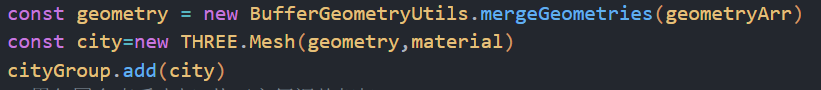 const geometry = new BufferGeometryUtils.mergeGeometries(geometryArr)
const city=new THREE.Mesh(geometry,material)
cityGroup.add(city)